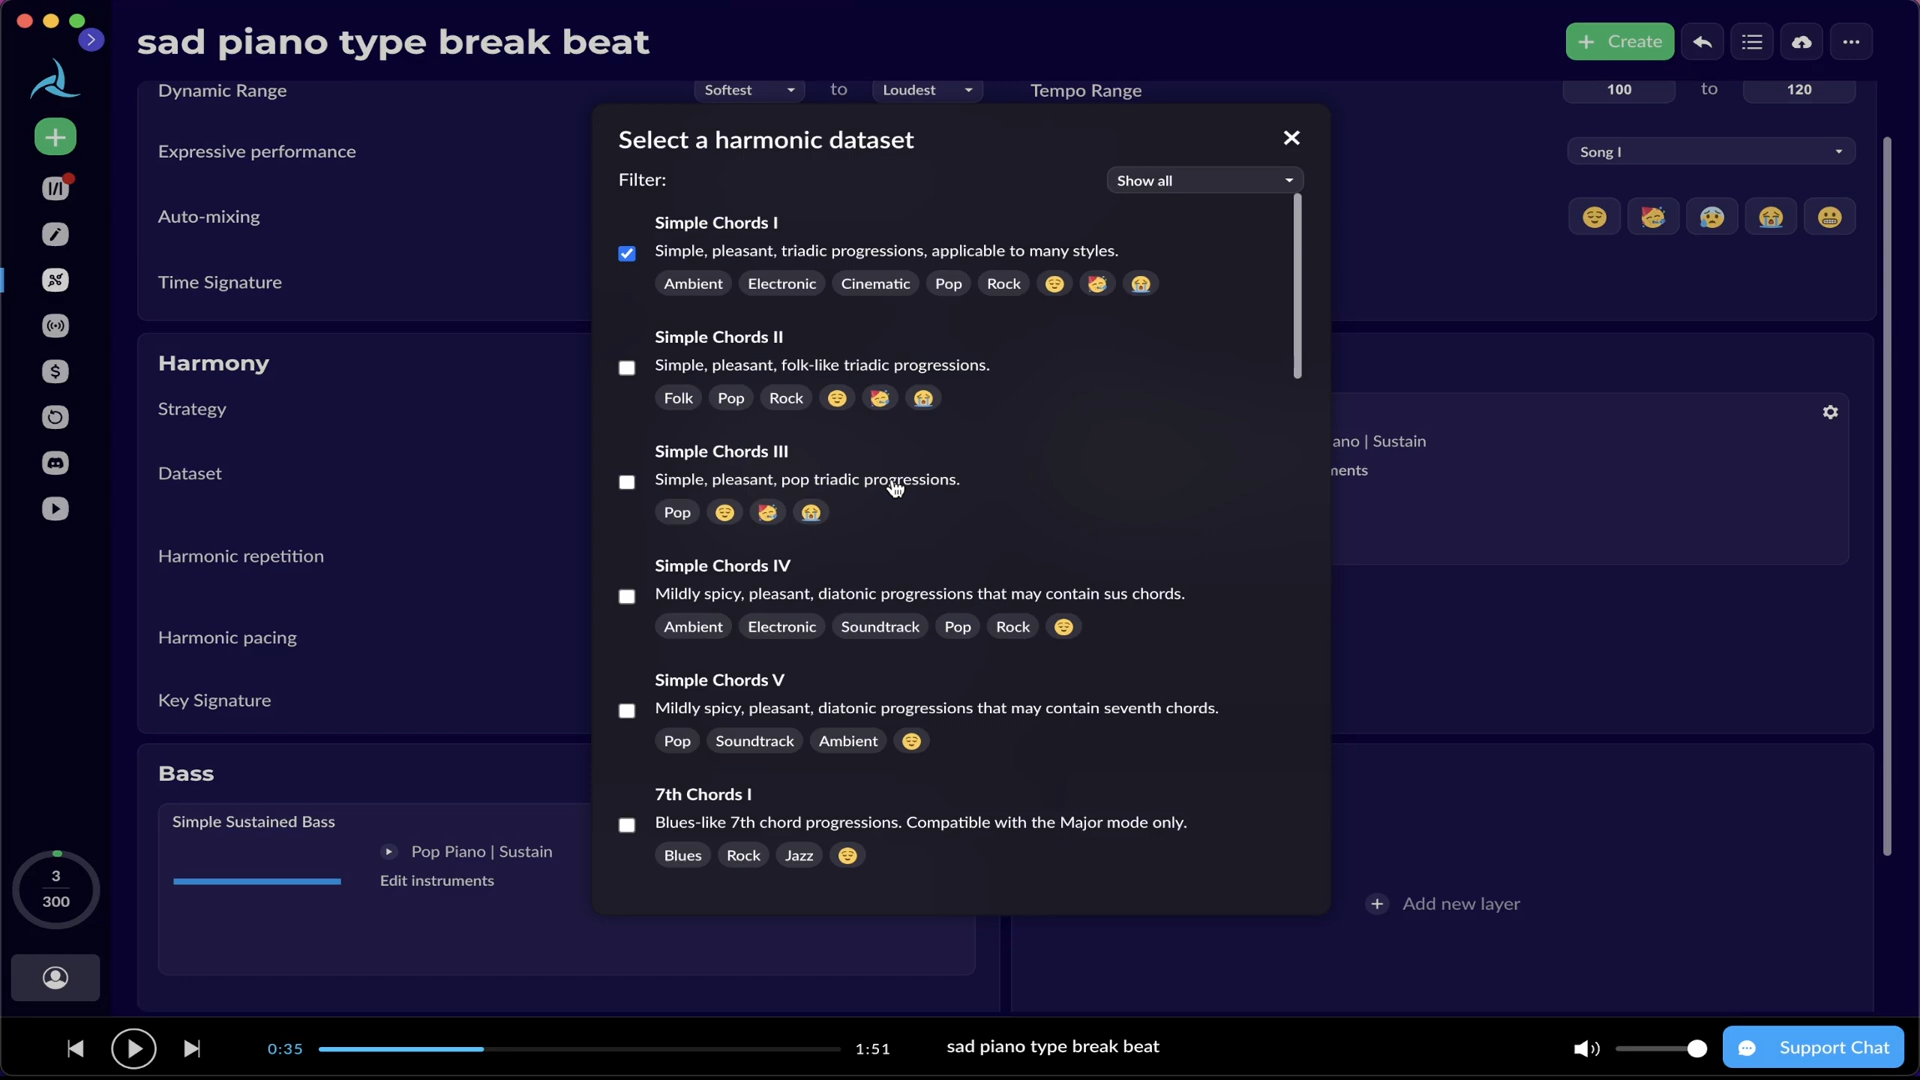 sad piano type break beat
+ Create
Dynamic Range
Softest
to
Loudest
Tempo Range
100
to
120
Expressive performance
Song I
Auto-mixing
Time Signature
Harmony
Strategy
Dataset
Harmonic repetition
Harmonic pacing
Key Signature
Select a harmonic dataset
Filter:
Show all
Simple Chords I
Simple, pleasant, triadic progressions, applicable to many styles.
Ambient Electronic Cinematic Pop Rock 😌 🥳 😭
Simple Chords II
Simple, pleasant, folk-like triadic progressions.
Folk Pop Rock 😌 🥳 😭
Simple Chords III
Simple, pleasant, pop triadic progressions.
Pop 😌 🥳 😭
Simple Chords IV
Mildly spicy, pleasant, diatonic progressions that may contain sus chords.
Ambient Electronic Soundtrack Pop Rock 😌
Simple Chords V
Mildly spicy, pleasant, diatonic progressions that may contain seventh chords.
Pop Soundtrack Ambient 😌
7th Chords I
Blues-like 7th chord progressions. Compatible with the Major mode only.
Blues Rock Jazz 😌
ano | Sustain
nents
Bass
Simple Sustained Bass
Pop Piano | Sustain
Edit instruments
+ Add new layer
3
300
0:35
1:51
sad piano type break beat
Support Chat